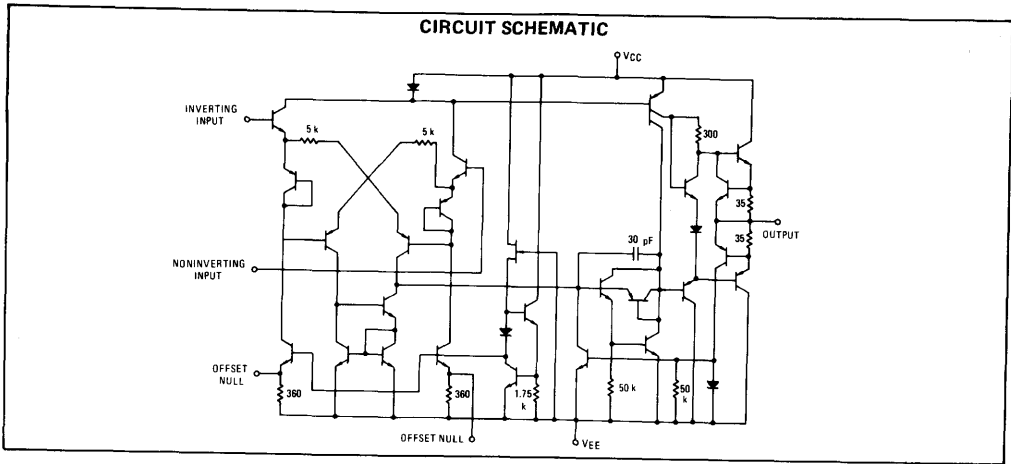 CIRCUIT SCHEMATIC
VCC
INVERTING
INPUT
5 k
5 k
300
35
OUTPUT
35
30 pF
NONINVERTING
INPUT
OFFSET
NULL
360
360
1.75
k
50 k
50
k
OFFSET NULL
VEE